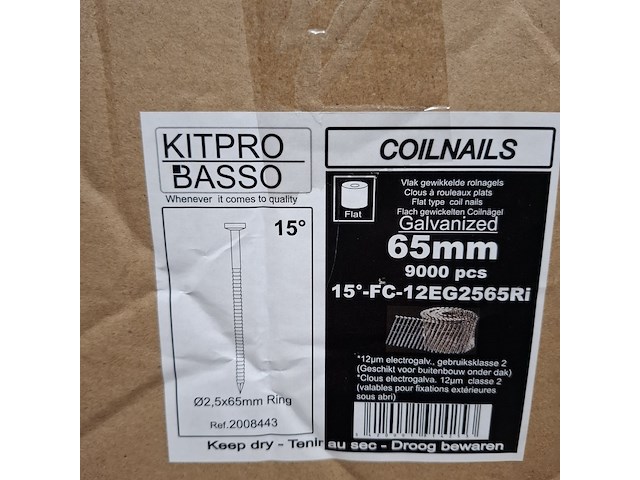 KITPRO
BASSO
Whenever it comes to quality
15°
Ø2,5x65mm Ring
Ref.2008443
COILNAILS
Flat
Vlak gewikkelde rolnagels
Clous à rouleaux plats
Flat type coil nails
Flach gewickelten Coilnägel
Galvanized
65mm
9000 pcs
15°-FC-12EG2565Ri
*12µm electrogalv., gebruiksklasse 2
(Geschikt voor buitenbouw onder dak)
*Clous electrogalva. 12µm classe 2
(valables pour fixations extérieures
sous abri)
Keep dry - Tenir au sec - Droog bewaren